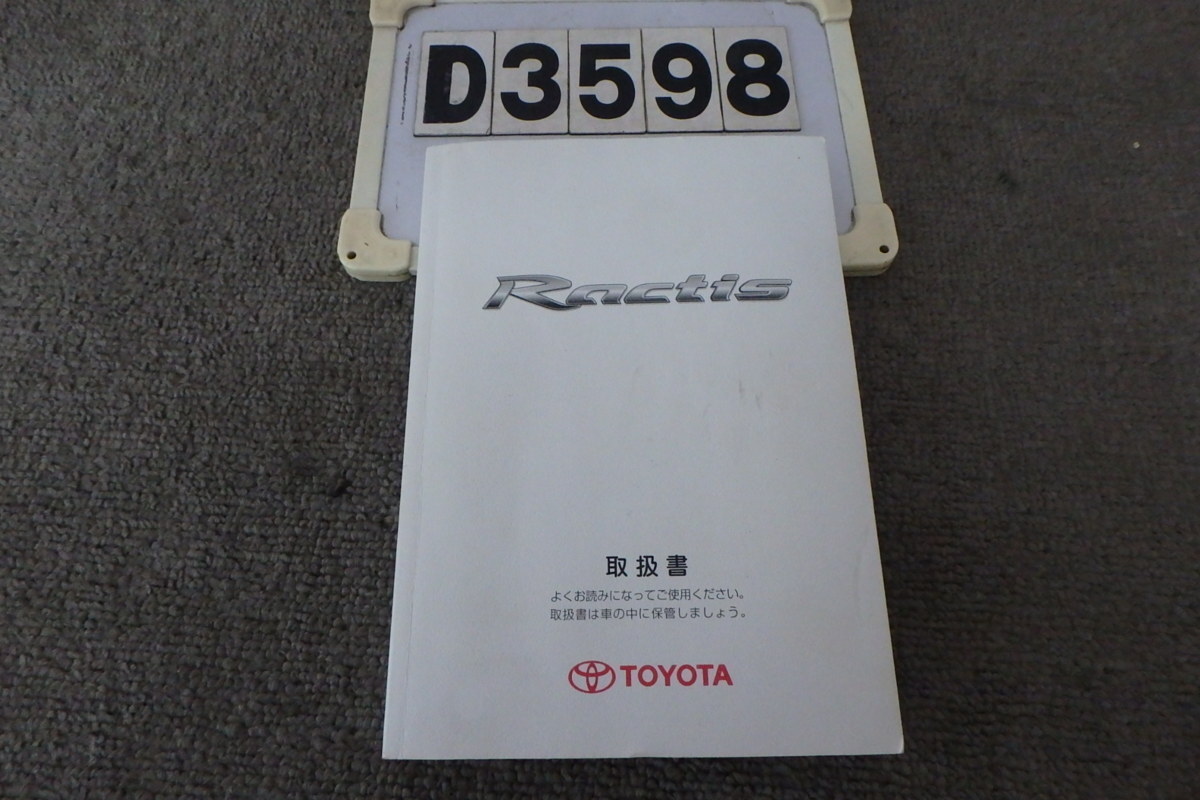 D3598
Ractis
取扱書
よくお読みになってご使用ください。
取扱書は車の中に保管しましょう。
TOYOTA